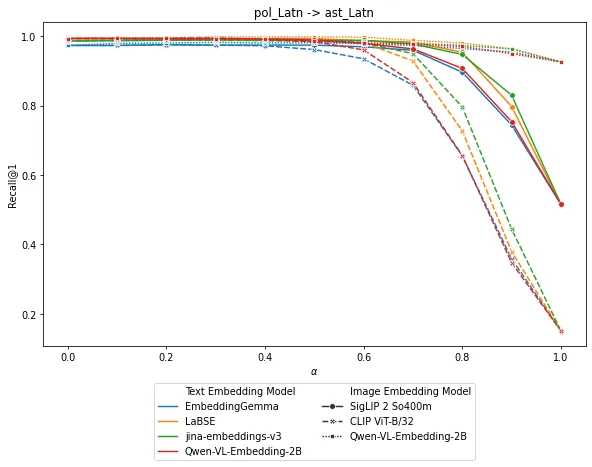 pol_Latn -> ast_Latn
Recall@1
1.0
0.8
0.6
0.4
0.2
0.0 0.2 0.4 0.6 0.8 1.0
α
Text Embedding Model Image Embedding Model
EmbeddingGemma SigLIP 2 So400m
LaBSE CLIP ViT-B/32
jina-embeddings-v3 Qwen-VL-Embedding-2B
Qwen-VL-Embedding-2B